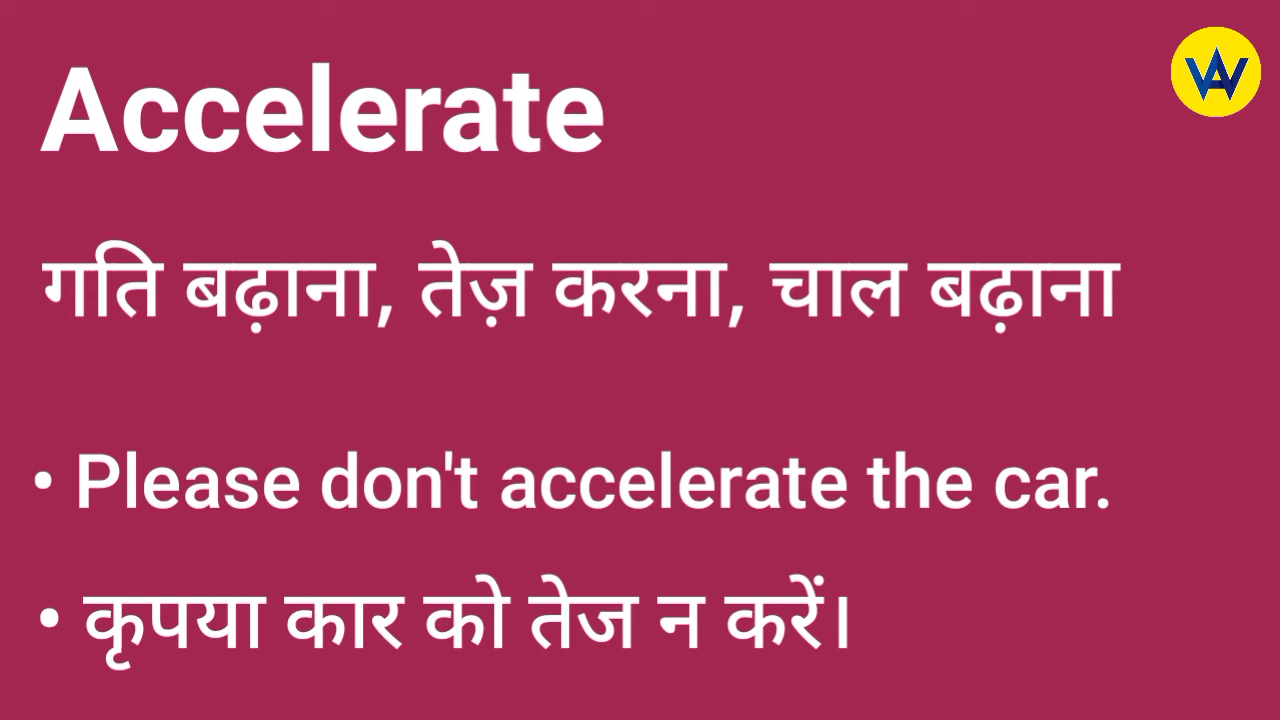 Accelerate
गति बढ़ाना, तेज़ करना, चाल बढ़ाना
• Please don't accelerate the car.
• कृपया कार को तेज न करें।